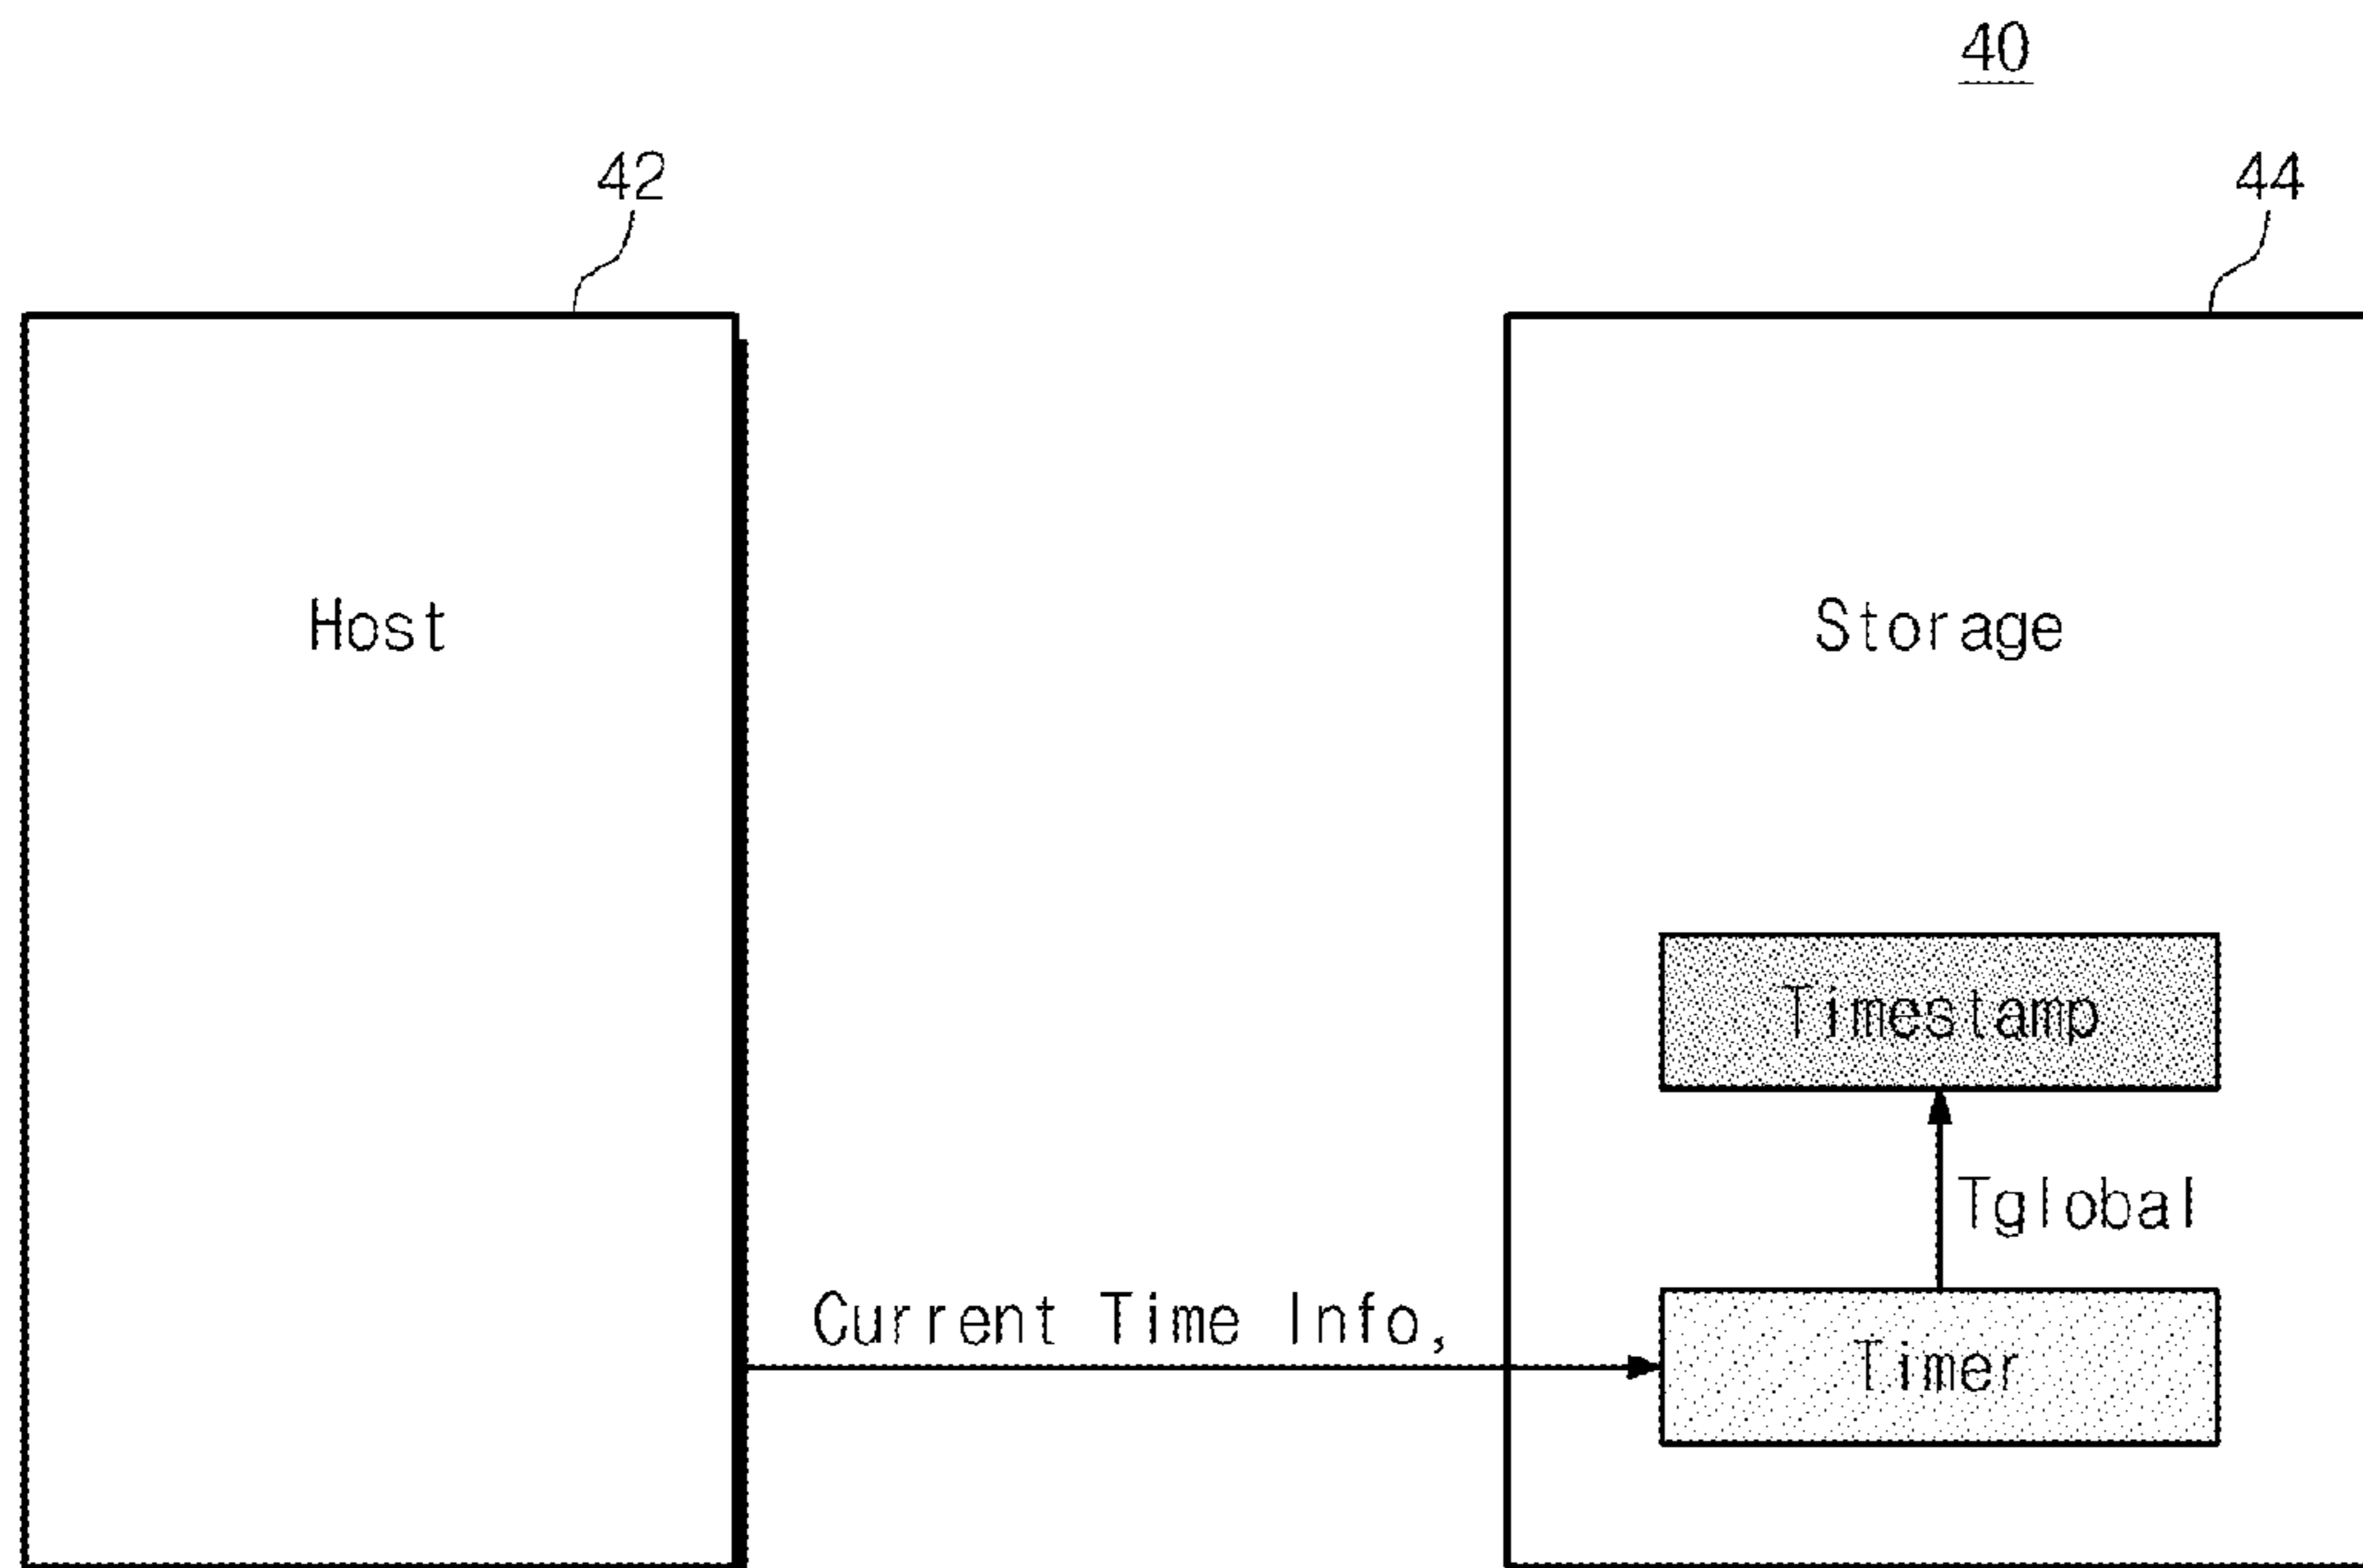 40
42
44
Host
Storage
Timestamp
Tglobal
Current Time Info,
Timer